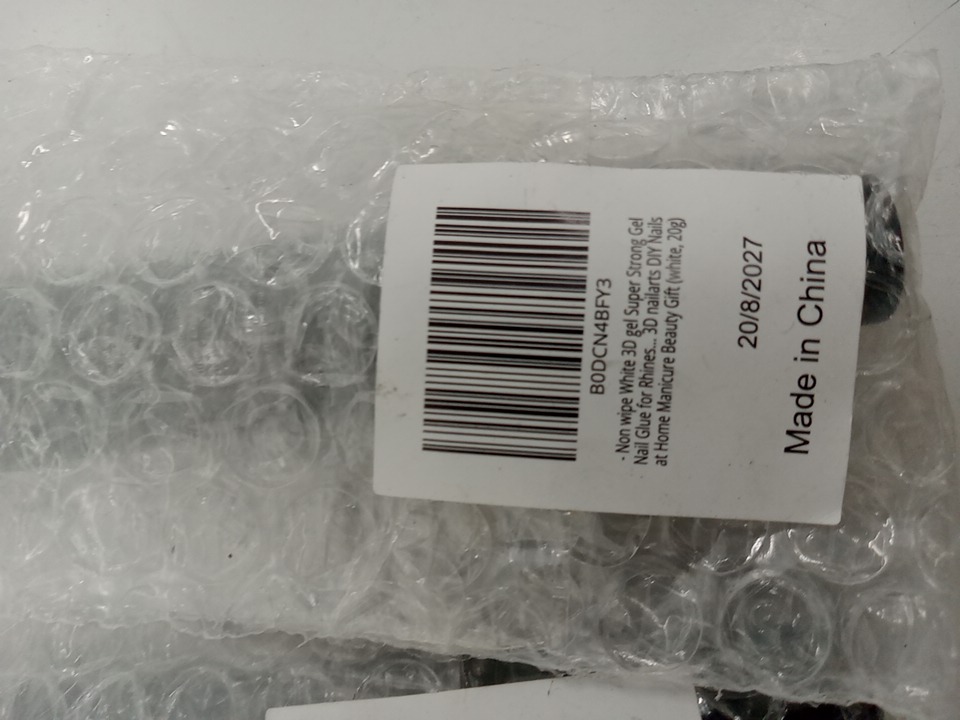 B0DCN4BFY3
- Non wipe White 3D gel Super Strong Gel
Nail Glue for Rhines... 3D nailarts DIY Nails
at Home Manicure Beauty Gift (white, 20g)
20/8/2027
Made in China